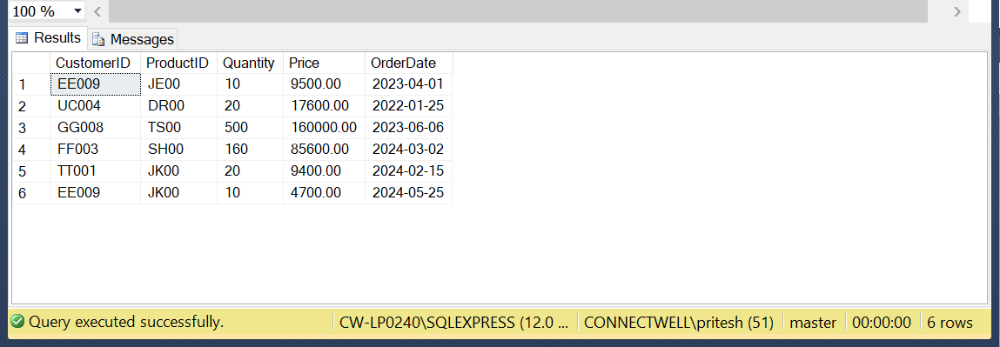 100 %
Results Messages
CustomerID ProductID Quantity Price OrderDate
1 EE009 JE00 10 9500.00 2023-04-01
2 UC004 DR00 20 17600.00 2022-01-25
3 GG008 TS00 500 160000.00 2023-06-06
4 FF003 SH00 160 85600.00 2024-03-02
5 TT001 JK00 20 9400.00 2024-02-15
6 EE009 JK00 10 4700.00 2024-05-25
Query executed successfully. CW-LP0240\SQLEXPRESS (12.0 ... CONNECTWELL\pritesh (51) master 00:00:00 6 rows